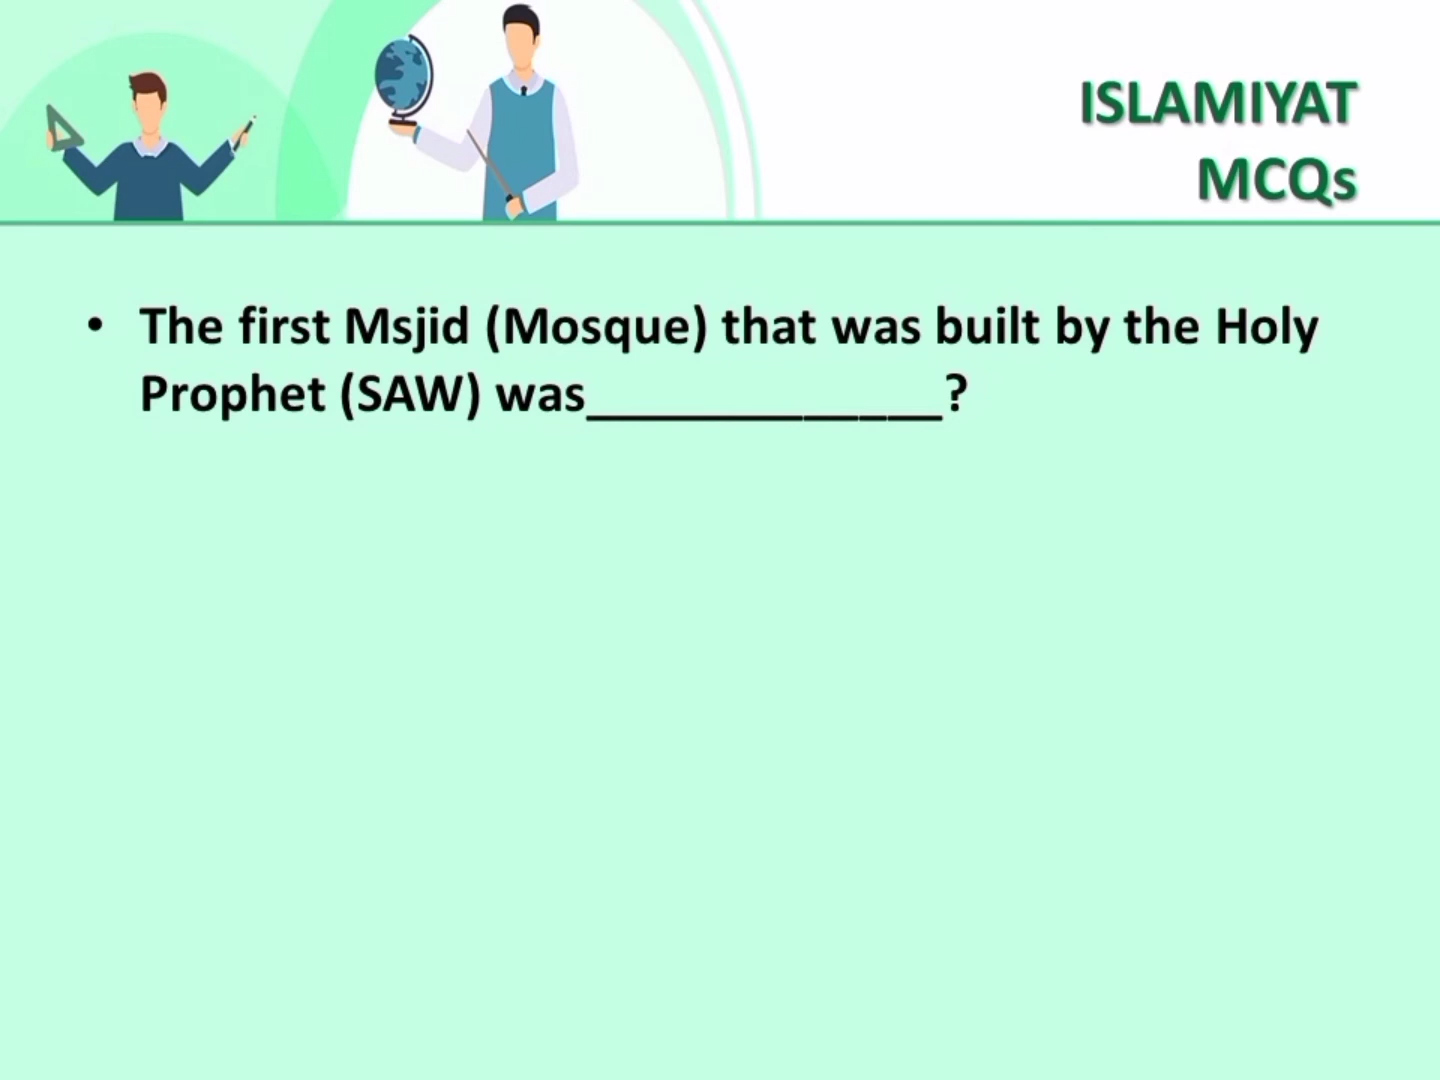 ISLAMIYAT
MCQs
• The first Msjid (Mosque) that was built by the Holy
Prophet (SAW) was_____________?